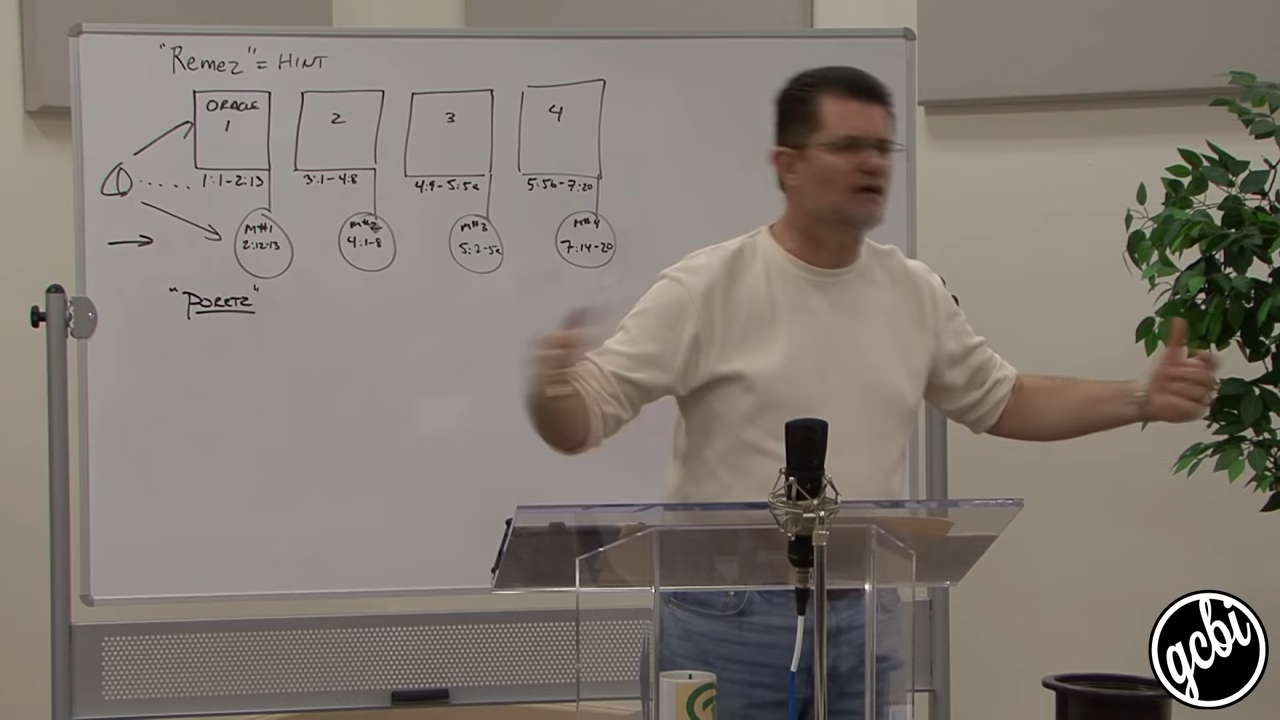 "Remez" = HINT
ORACLE
1
2
3
4
1:1-2:13
3:1-4:8
4:9-5:5a
5:5b-7:20
M#1
2:12-13
M#2
4:1-8
M#3
5:2-5a
M#4
7:14-20
"PORETZ"
gcbi